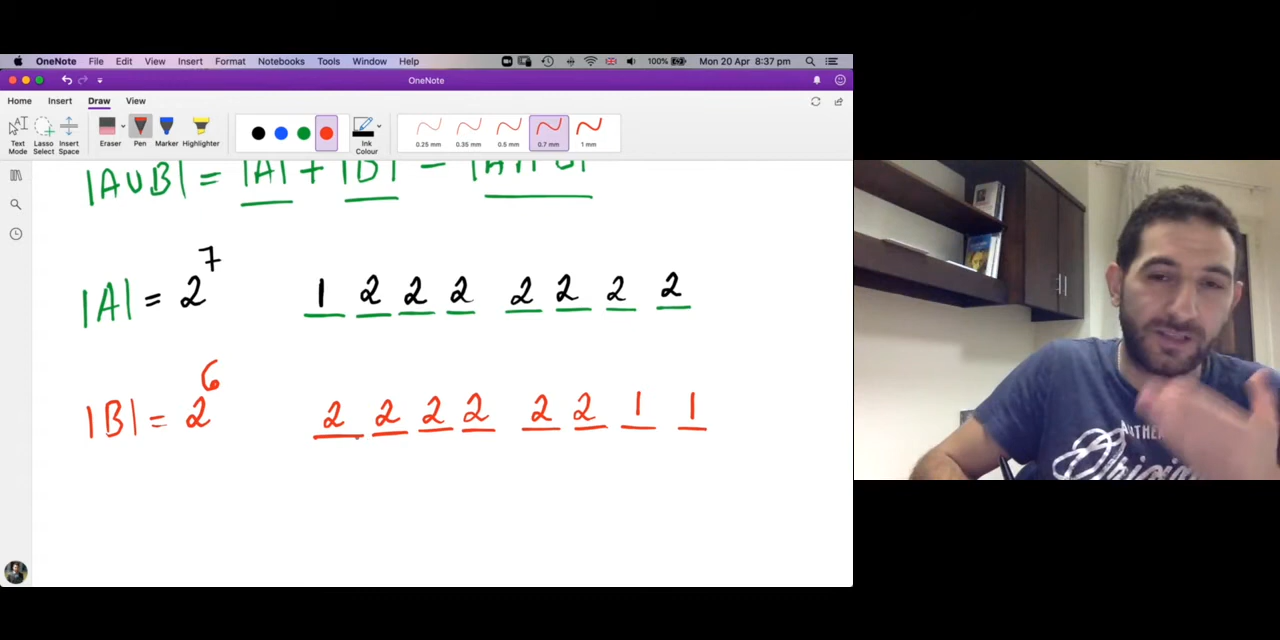 OneNote File Edit View Insert Format Notebooks Tools Window Help 100% Mon 20 Apr 8:37 pm
OneNote
Home Insert Draw View
Text Mode Lasso Select Insert Space Eraser Pen Marker Highlighter Ink Colour 0.25 mm 0.35 mm 0.5 mm 0.7 mm 1 mm
|A∪B| = |A| + |B| - |A∩B|
|A| = 2^7 1 2 2 2 2 2 2 2
|B| = 2^6 2 2 2 2 2 2 1 1